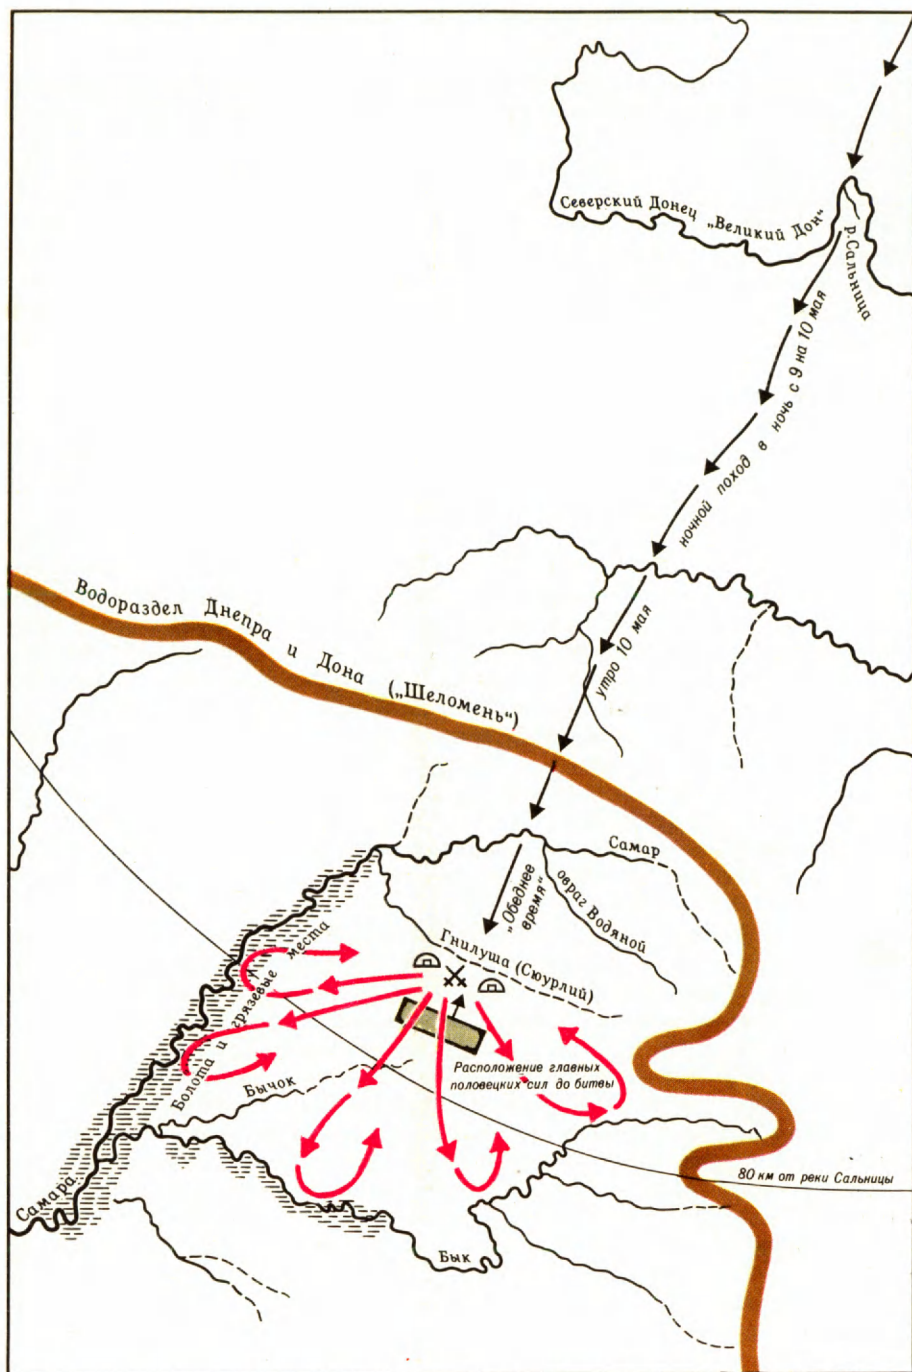 Северский Донец „Великий Дон“
р. Сальница
ночной поход в ночь с 9 на 10 мая
Водораздел Днепра и Дона („Шеломень“)
утро 10 мая
Самар
„Обеднее
время“
овраг Водяной
Гнилуша (Сюурлий)
Болота и грязевые места
Расположение главных
половецких сил до битвы
Бычок
80 км от реки Сальницы
Самара
Бык